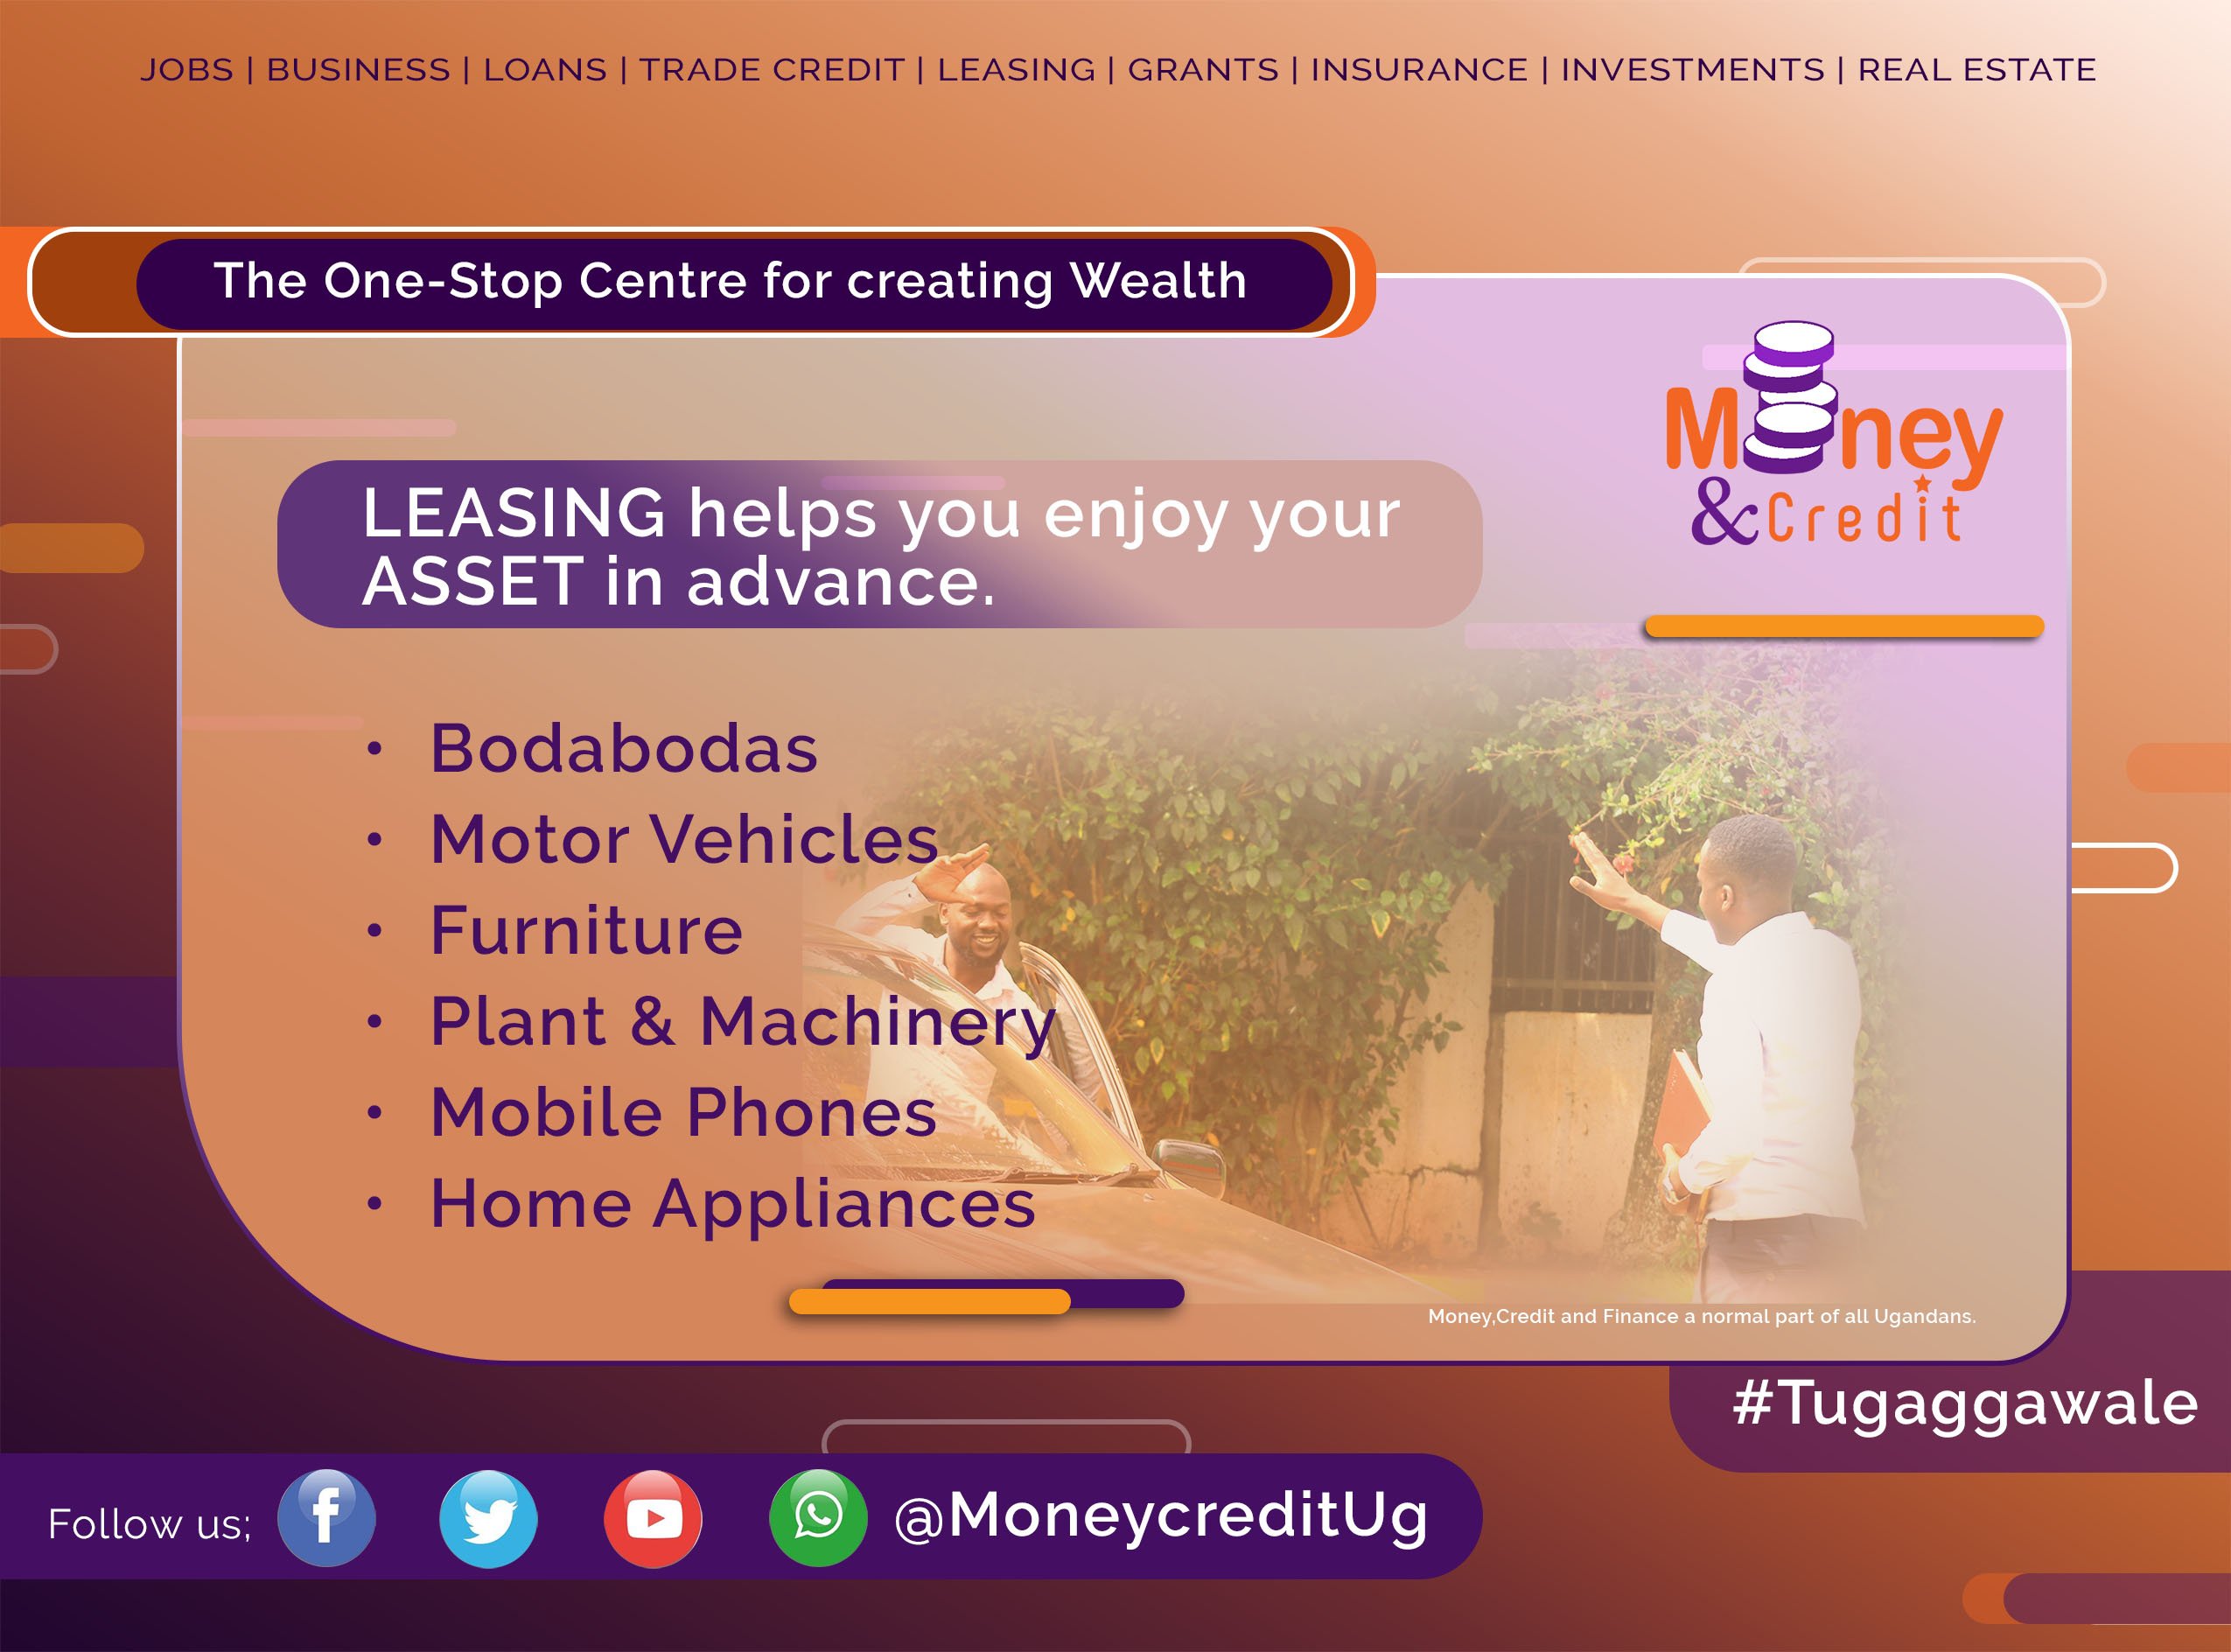 JOBS | BUSINESS | LOANS | TRADE CREDIT | LEASING | GRANTS | INSURANCE | INVESTMENTS | REAL ESTATE
The One-Stop Centre for creating Wealth
Money
& Credit
LEASING helps you enjoy your
ASSET in advance.
• Bodabodas
• Motor Vehicles
• Furniture
• Plant & Machinery
• Mobile Phones
• Home Appliances
Money,Credit and Finance a normal part of all Ugandans.
#Tugaggawale
Follow us; @MoneycreditUg